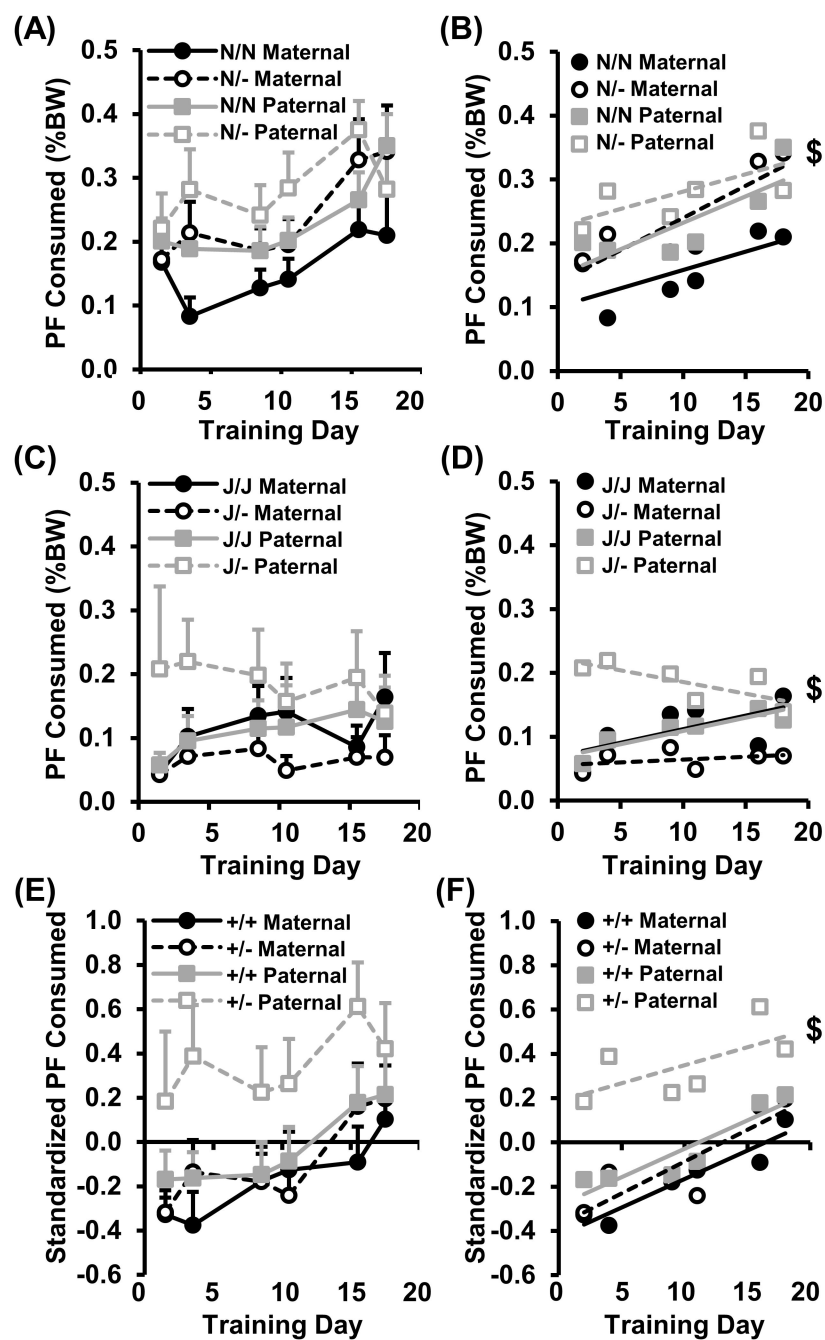 (A)
PF Consumed (%BW)
0.5
0.4
0.3
0.2
0.1
0.0
N/N Maternal
N/- Maternal
N/N Paternal
N/- Paternal
0 5 10 15 20
Training Day
(B)
PF Consumed (%BW)
0.5
0.4
0.3
0.2
0.1
0.0
N/N Maternal
N/- Maternal
N/N Paternal
N/- Paternal
$
0 5 10 15 20
Training Day
(C)
PF Consumed (%BW)
0.5
0.4
0.3
0.2
0.1
0.0
J/J Maternal
J/- Maternal
J/J Paternal
J/- Paternal
0 5 10 15 20
Training Day
(D)
PF Consumed (%BW)
0.5
0.4
0.3
0.2
0.1
0.0
J/J Maternal
J/- Maternal
J/J Paternal
J/- Paternal
$
0 5 10 15 20
Training Day
(E)
Standardized PF Consumed
1.0
0.8
0.6
0.4
0.2
0.0
-0.2
-0.4
-0.6
+/+ Maternal
+/- Maternal
+/+ Paternal
+/- Paternal
0 5 10 15 20
Training Day
(F)
Standardized PF Consumed
1.0
0.8
0.6
0.4
0.2
0.0
-0.2
-0.4
-0.6
+/+ Maternal
+/- Maternal
+/+ Paternal
+/- Paternal
$
0 5 10 15 20
Training Day